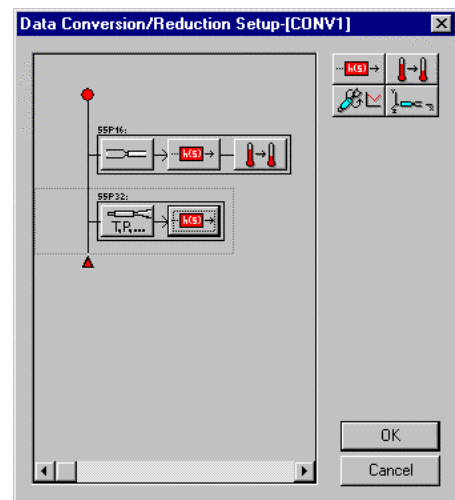 Data Conversion/Reduction Setup-[CONV1]
55P16:
h(s)
h(s)
55P32:
T,P,...
h(s)
OK
Cancel